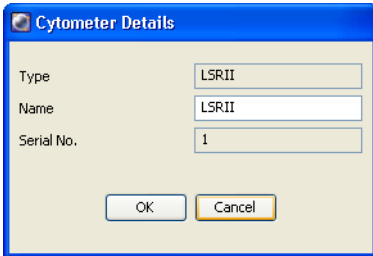 Cytometer Details
Type LSRII
Name LSRII
Serial No. 1
OK Cancel